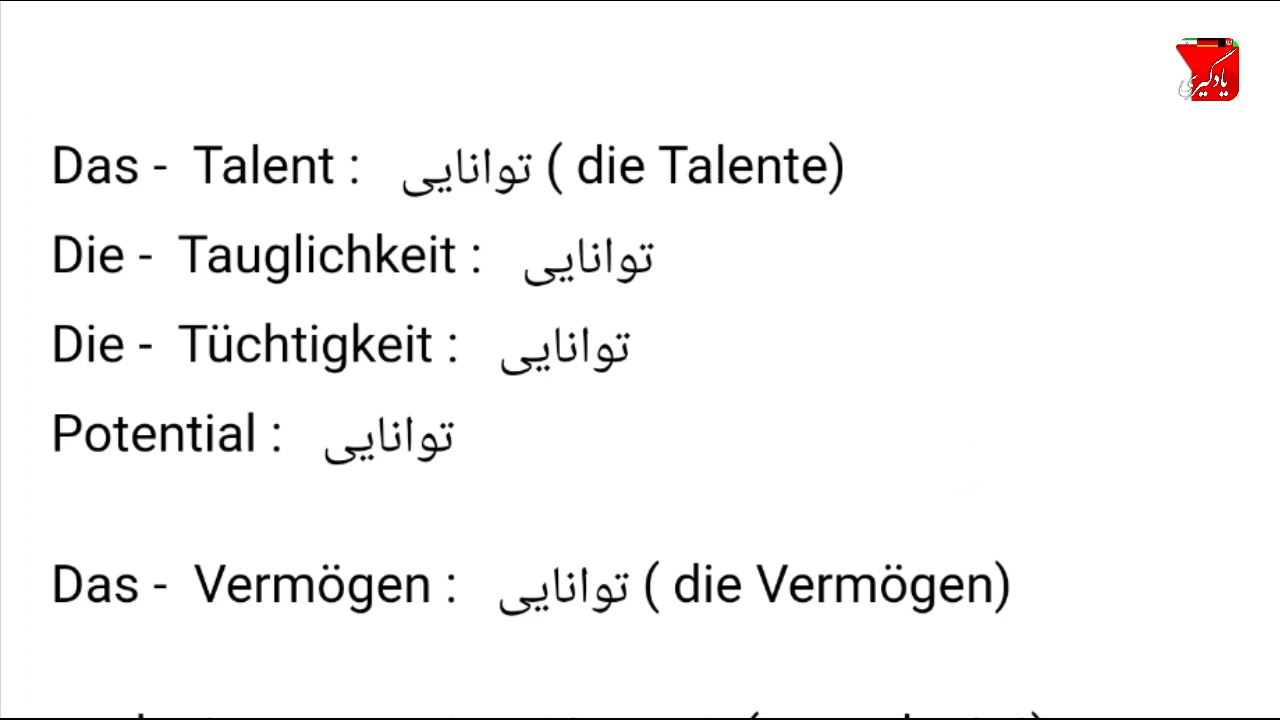 یادگیری
Das - Talent : توانایی ( die Talente)
Die - Tauglichkeit : توانایی
Die - Tüchtigkeit : توانایی
Potential : توانایی
Das - Vermögen : توانایی ( die Vermögen)